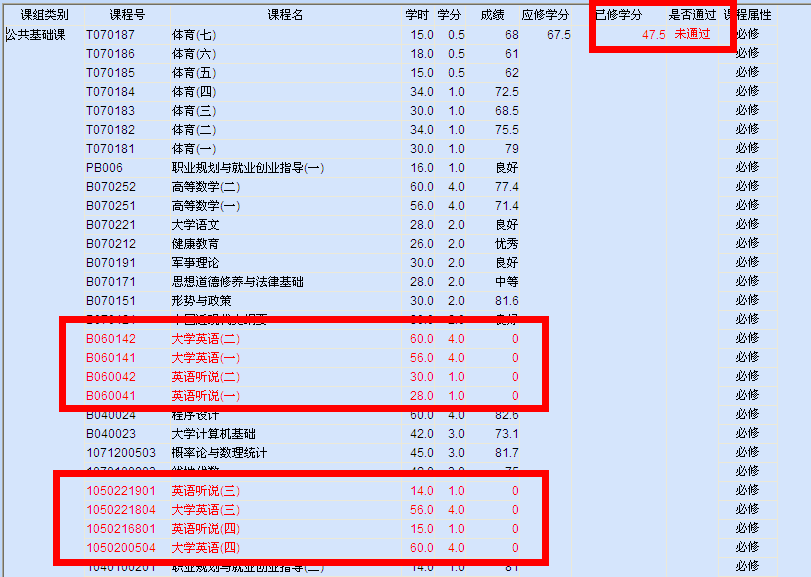 课组类别 课程号 课程名 学时 学分 成绩 应修学分 已修学分 是否通过 课程属性
公共基础课 T070187 体育(七) 15.0 0.5 68 67.5 47.5 未通过 必修
T070186 体育(六) 18.0 0.5 61 必修
T070185 体育(五) 15.0 0.5 62 必修
T070184 体育(四) 34.0 1.0 72.5 必修
T070183 体育(三) 30.0 1.0 68.5 必修
T070182 体育(二) 34.0 1.0 75.5 必修
T070181 体育(一) 30.0 1.0 79 必修
PB006 职业规划与就业创业指导(一) 16.0 1.0 良好 必修
B070252 高等数学(二) 60.0 4.0 77.4 必修
B070251 高等数学(一) 56.0 4.0 71.4 必修
B070221 大学语文 28.0 2.0 良好 必修
B070212 健康教育 26.0 2.0 优秀 必修
B070191 军事理论 30.0 2.0 良好 必修
B070171 思想道德修养与法律基础 28.0 2.0 中等 必修
B070151 形势与政策 30.0 2.0 81.6 必修
中国近现代史纲要 2.0 良好 必修
B060142 大学英语(二) 60.0 4.0 0 必修
B060141 大学英语(一) 56.0 4.0 0 必修
B060042 英语听说(二) 30.0 1.0 0 必修
B060041 英语听说(一) 28.0 1.0 0 必修
B040024 程序设计 60.0 4.0 82.6 必修
B040023 大学计算机基础 42.0 3.0 73.1 必修
1071200503 概率论与数理统计 45.0 3.0 81.7 必修
线性代数 75 必修
1050221901 英语听说(三) 14.0 1.0 0 必修
1050221804 大学英语(三) 56.0 4.0 0 必修
1050216801 英语听说(四) 15.0 1.0 0 必修
1050200504 大学英语(四) 60.0 4.0 0 必修
1040100201 职业规划与就业创业指导(二) 14.0 1.0 81 必修